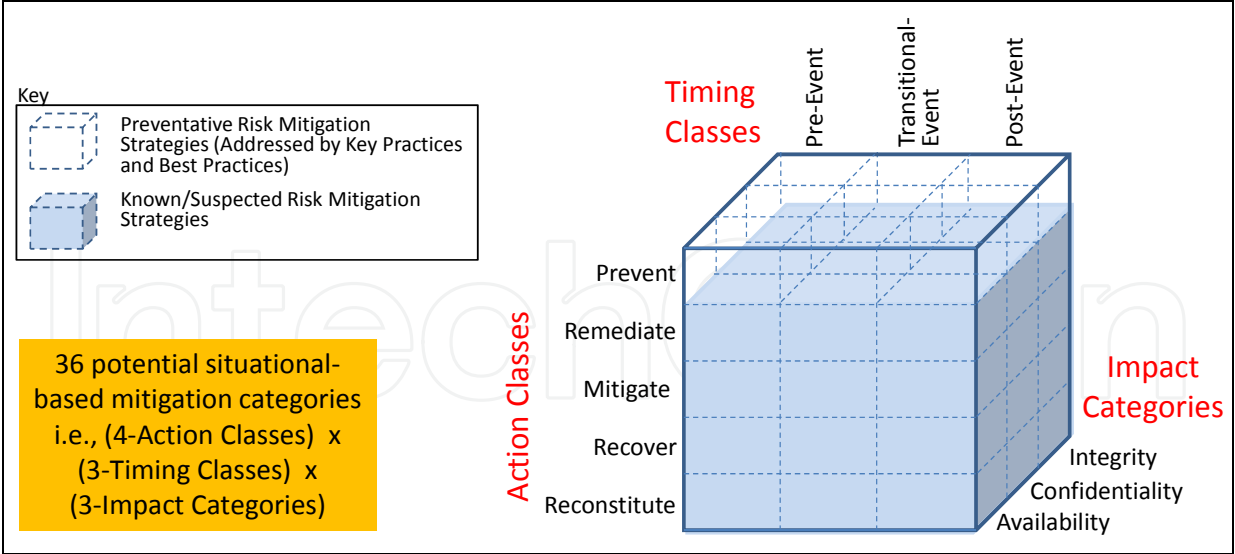 Key
Preventative Risk Mitigation
Strategies (Addressed by Key Practices
and Best Practices)
Known/Suspected Risk Mitigation
Strategies
36 potential situational-
based mitigation categories
i.e., (4-Action Classes) x
(3-Timing Classes) x
(3-Impact Categories)
Timing
Classes
Pre-Event
Transitional-
Event
Post-Event
Action Classes
Prevent
Remediate
Mitigate
Recover
Reconstitute
Impact
Categories
Integrity
Confidentiality
Availability
IntechOpen